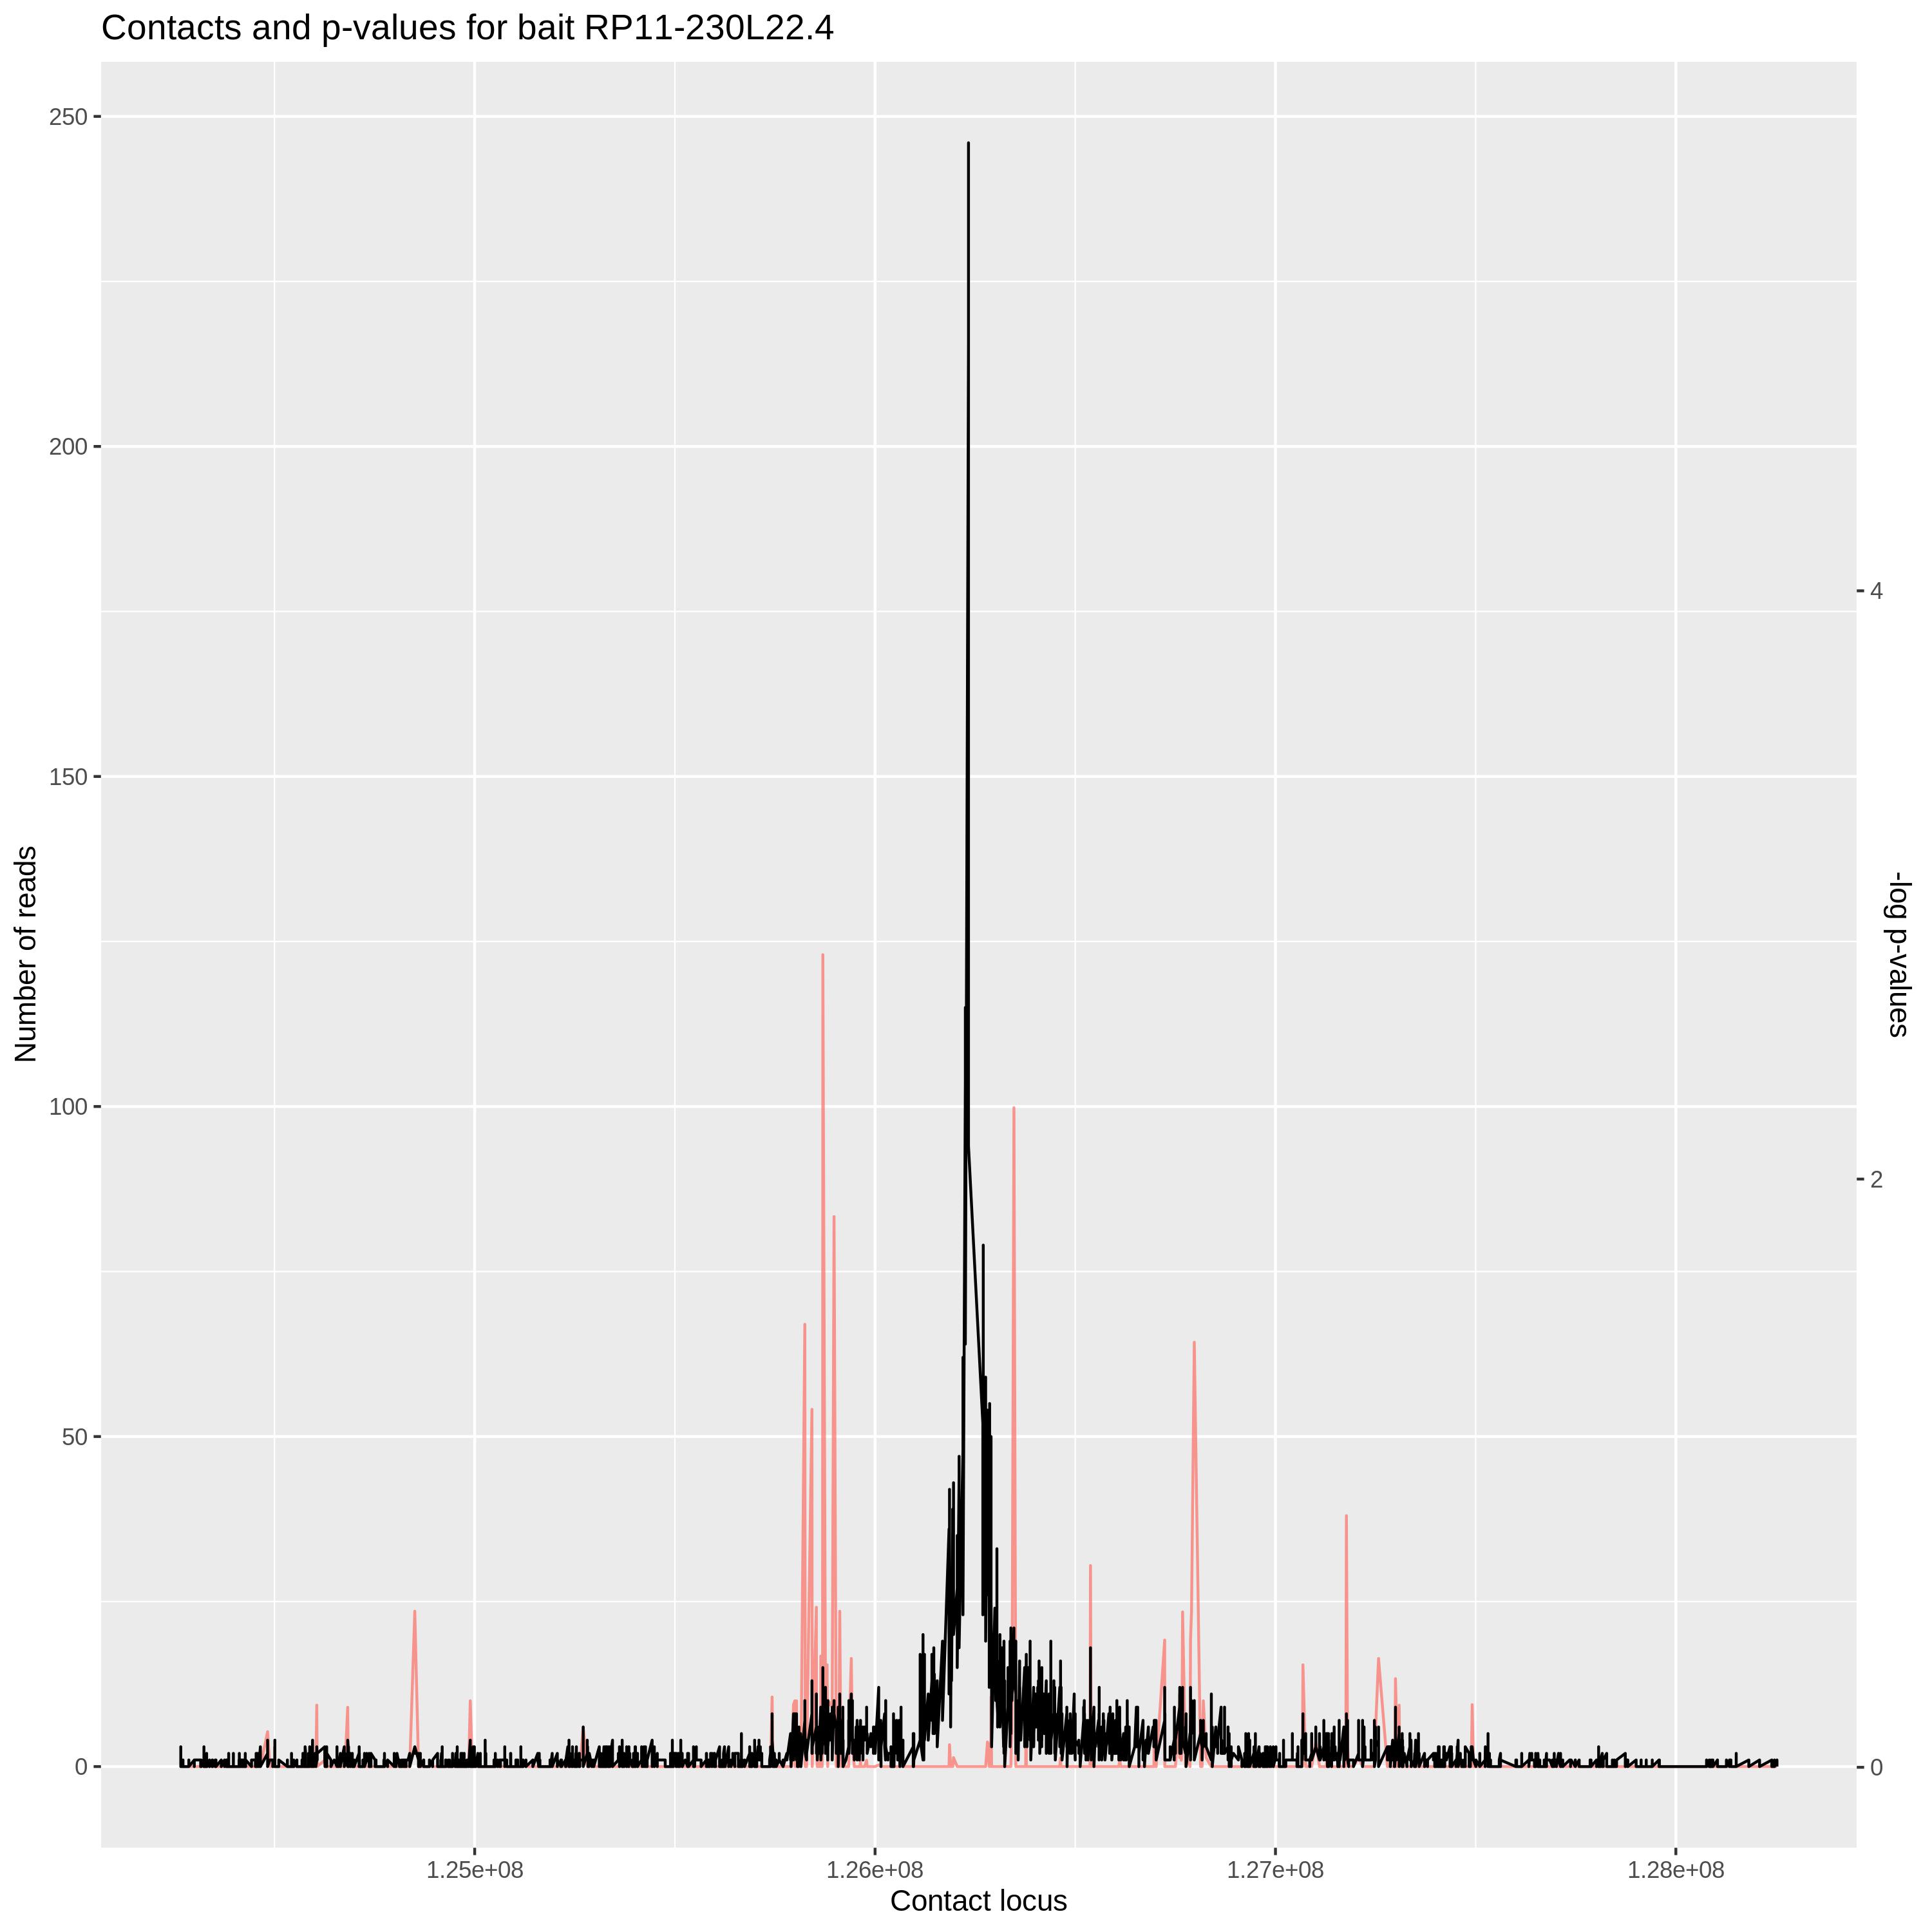 Contacts and p-values for bait RP11-230L22.4
250
200
150
100
50
0
4
2
0
Number of reads
-log p-values
1.25e+08
1.26e+08
1.27e+08
1.28e+08
Contact locus